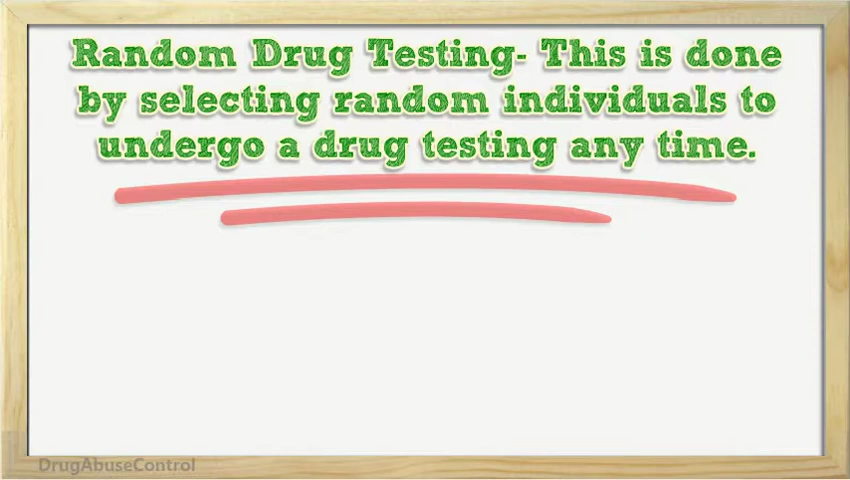 Random Drug Testing- This is done
by selecting random individuals to
undergo a drug testing any time.
DrugAbuseControl